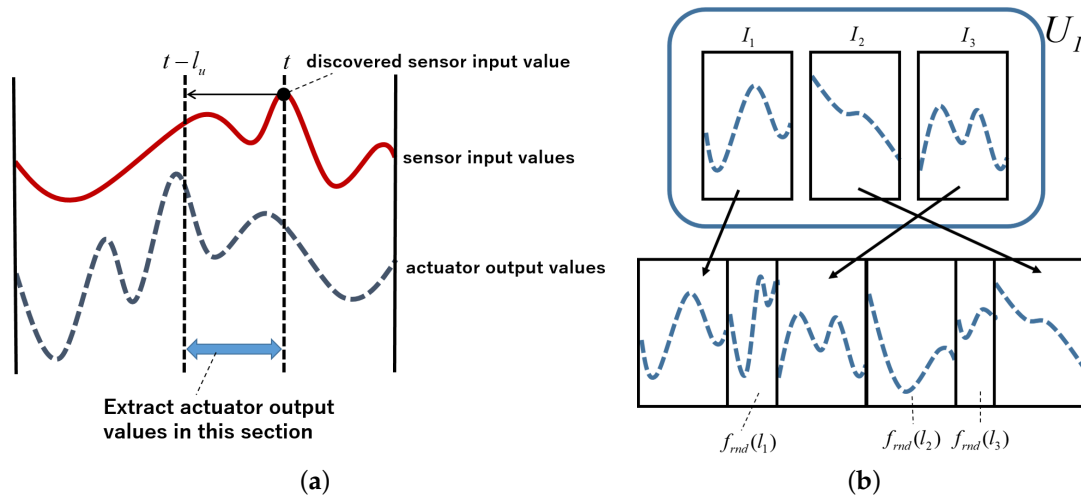 t − l_u
t
discovered sensor input value
sensor input values
actuator output values
Extract actuator output
values in this section
(a)
U_I
I_1
I_2
I_3
f_rnd(l_1)
f_rnd(l_2)
f_rnd(l_3)
(b)